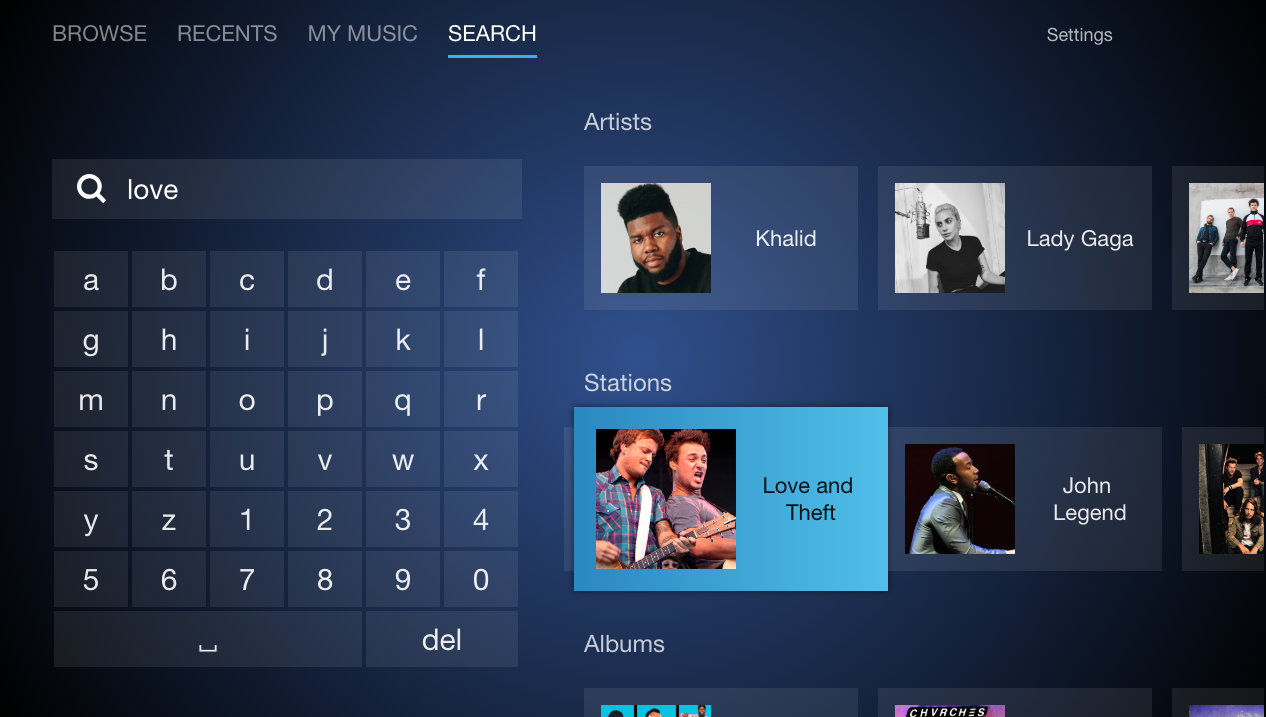 BROWSE RECENTS MY MUSIC SEARCH Settings
love
a b c d e f
g h i j k l
m n o p q r
s t u v w x
y z 1 2 3 4
5 6 7 8 9 0
del
Artists
Khalid
Lady Gaga
Stations
Love and
Theft
John
Legend
Albums
CHVRCHES